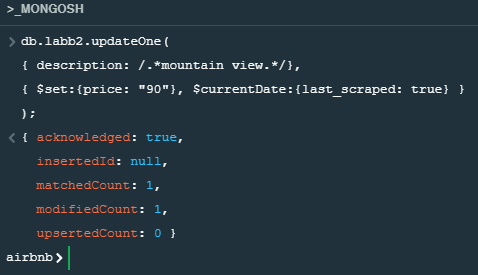 >_MONGOSH
> db.labb2.updateOne(
{ description: /.*mountain view.*/},
{ $set:{price: "90"}, $currentDate:{last_scraped: true} }
);
< { acknowledged: true,
insertedId: null,
matchedCount: 1,
modifiedCount: 1,
upsertedCount: 0 }
airbnb>